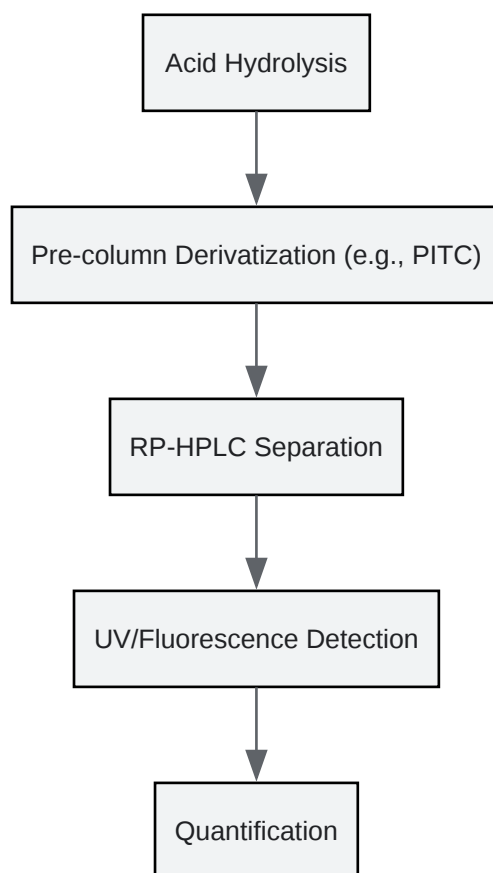 Acid Hydrolysis
Pre-column Derivatization (e.g., PITC)
RP-HPLC Separation
UV/Fluorescence Detection
Quantification